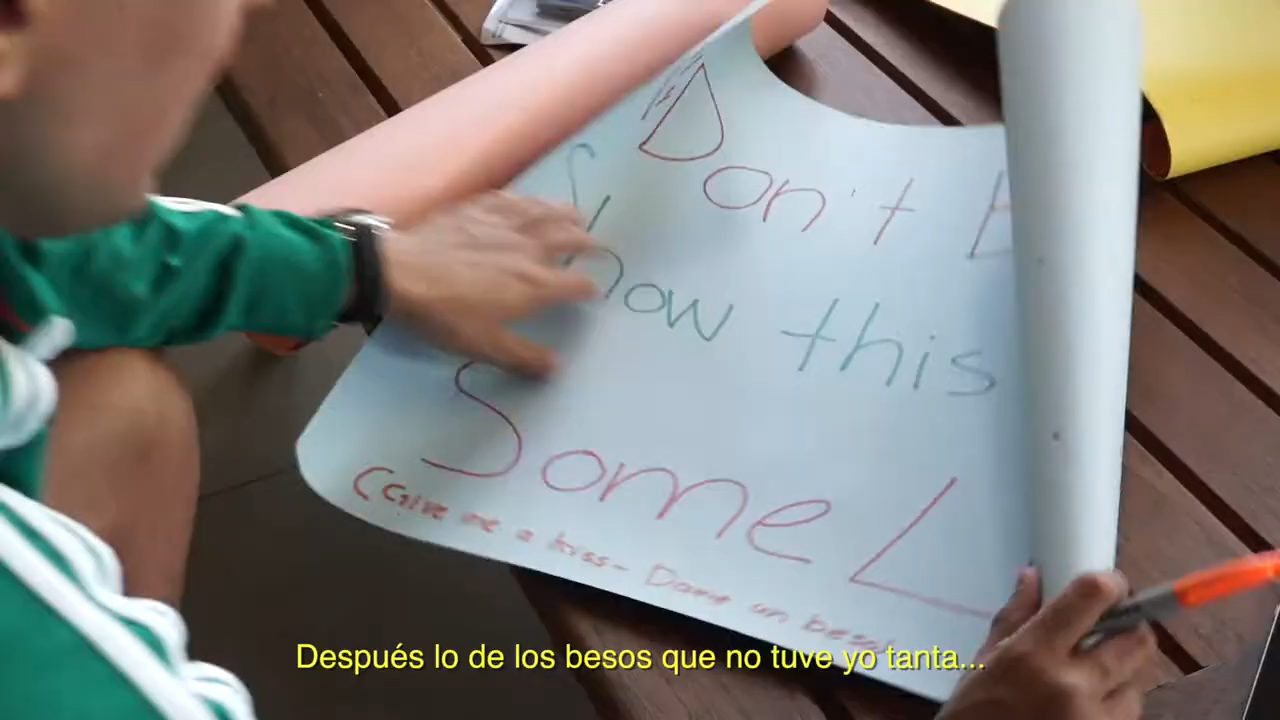 Don't
Show this
Some L
(Give me a kiss- Dame un beso
Después lo de los besos que no tuve yo tanta...